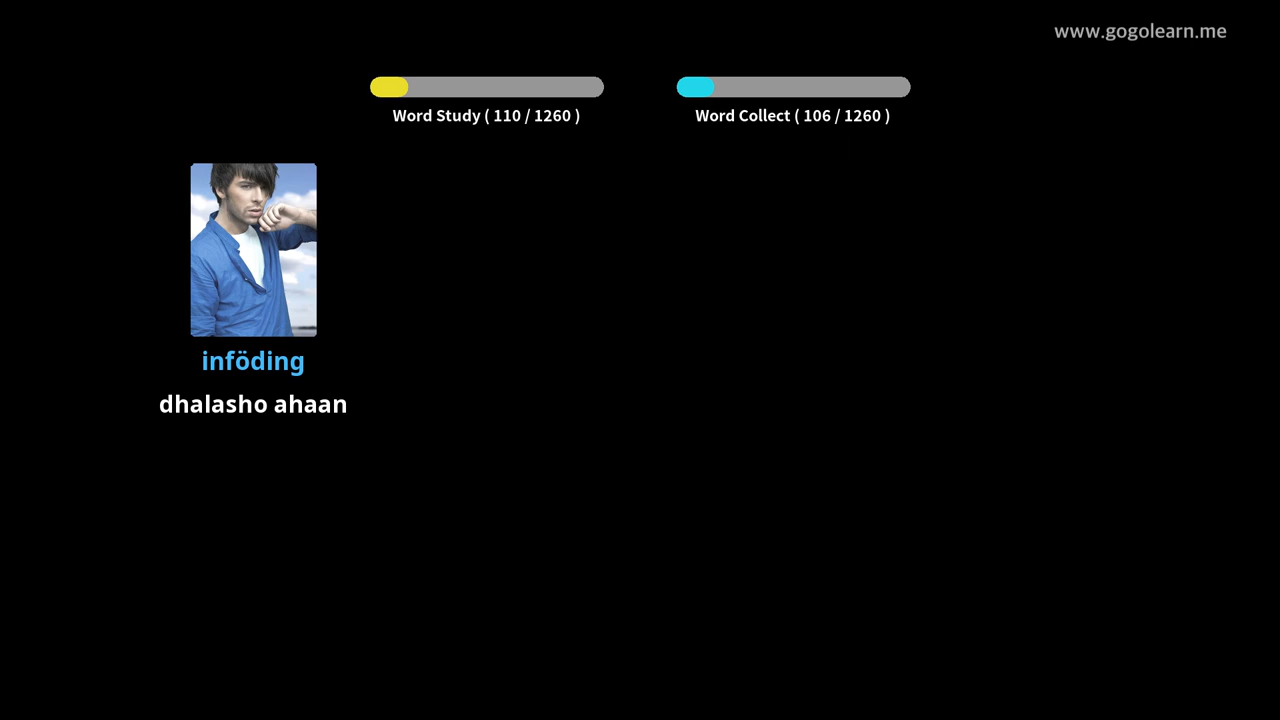 www.gogolearn.me
Word Study ( 110 / 1260 )
Word Collect ( 106 / 1260 )
inföding
dhalasho ahaan